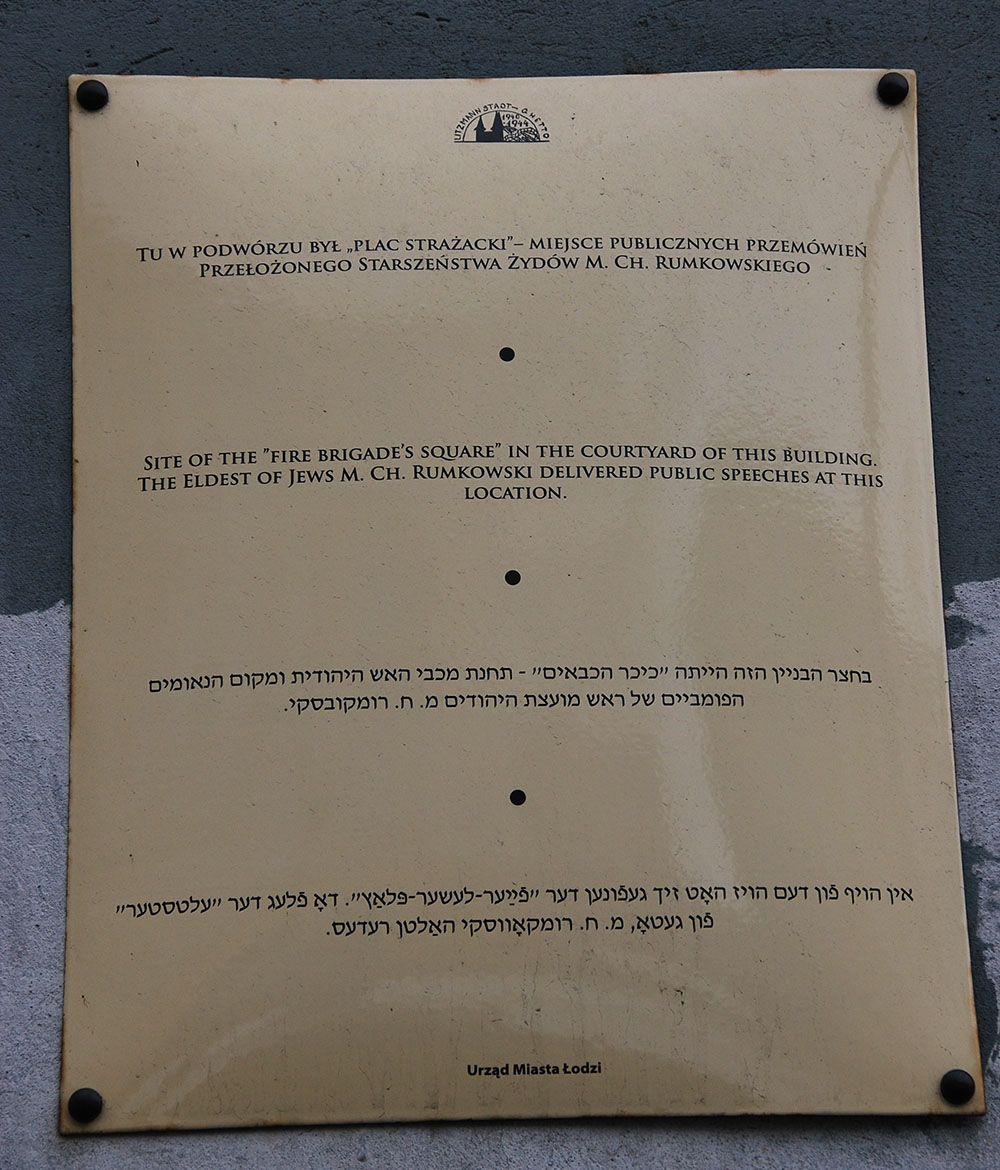 LITZMANNSTADT-GHETTO
1940
1944
Tu w podwórzu był „plac strażacki”– miejsce publicznych przemówień
Przełożonego Starszeństwa Żydów M. Ch. Rumkowskiego
Site of the ”fire brigade’s square” in the courtyard of this building.
The Eldest of Jews M. Ch. Rumkowski delivered public speeches at this
location.
בחצר הבניין הזה הייתה ״כיכר הכבאים״ - תחנת מכבי האש היהודית ומקום הנאומים
הפומביים של ראש מועצת היהודים מ. ח. רומקובסקי.
אין הויף פֿון דעם הויז האָט זיך געפֿונען דער ״פֿײַער-לעשער-פּלאַץ״. דאָ פֿלעג דער ״עלטסטער״
פֿון געטאָ, מ. ח. רומקאָווסקי האַלטן רעדעס.
Urząd Miasta Łodzi